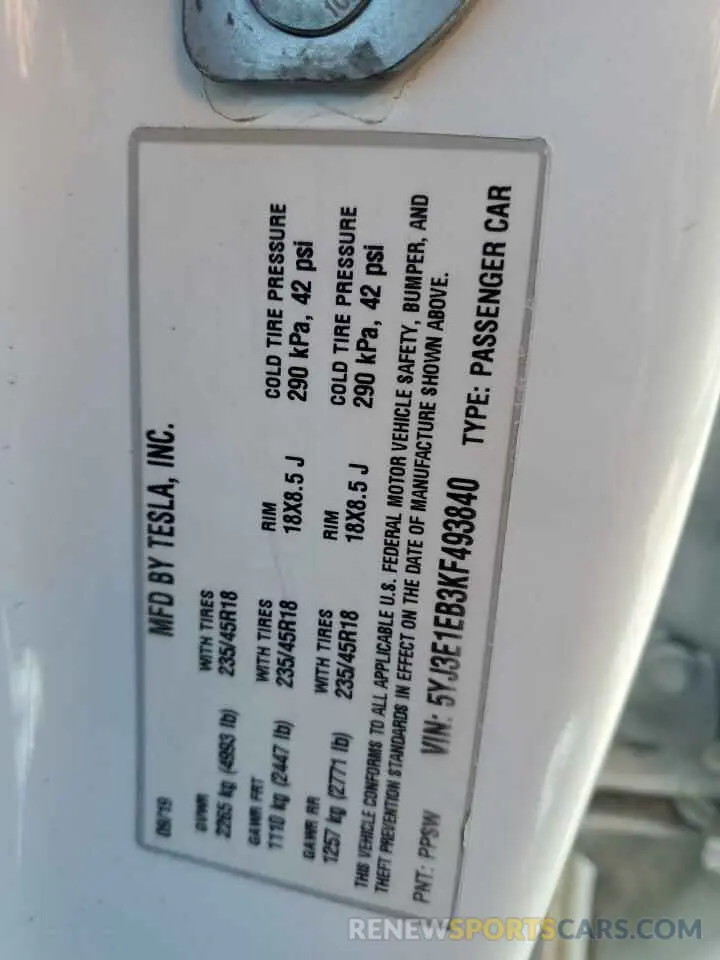 MFD BY TESLA, INC.
09/19
GVWR WITH TIRES
2265 kg (4993 lb) 235/45R18
GAWR FRT WITH TIRES RIM COLD TIRE PRESSURE
1110 kg (2447 lb) 235/45R18 18X8.5 J 290 kPa, 42 psi
GAWR RR WITH TIRES RIM COLD TIRE PRESSURE
1257 kg (2771 lb) 235/45R18 18X8.5 J 290 kPa, 42 psi
THIS VEHICLE CONFORMS TO ALL APPLICABLE U.S. FEDERAL MOTOR VEHICLE SAFETY, BUMPER, AND
THEFT PREVENTION STANDARDS IN EFFECT ON THE DATE OF MANUFACTURE SHOWN ABOVE.
PNT: PPSW VIN: 5YJ3E1EB3KF493840 TYPE: PASSENGER CAR
RENEWSPORTSCARS.COM